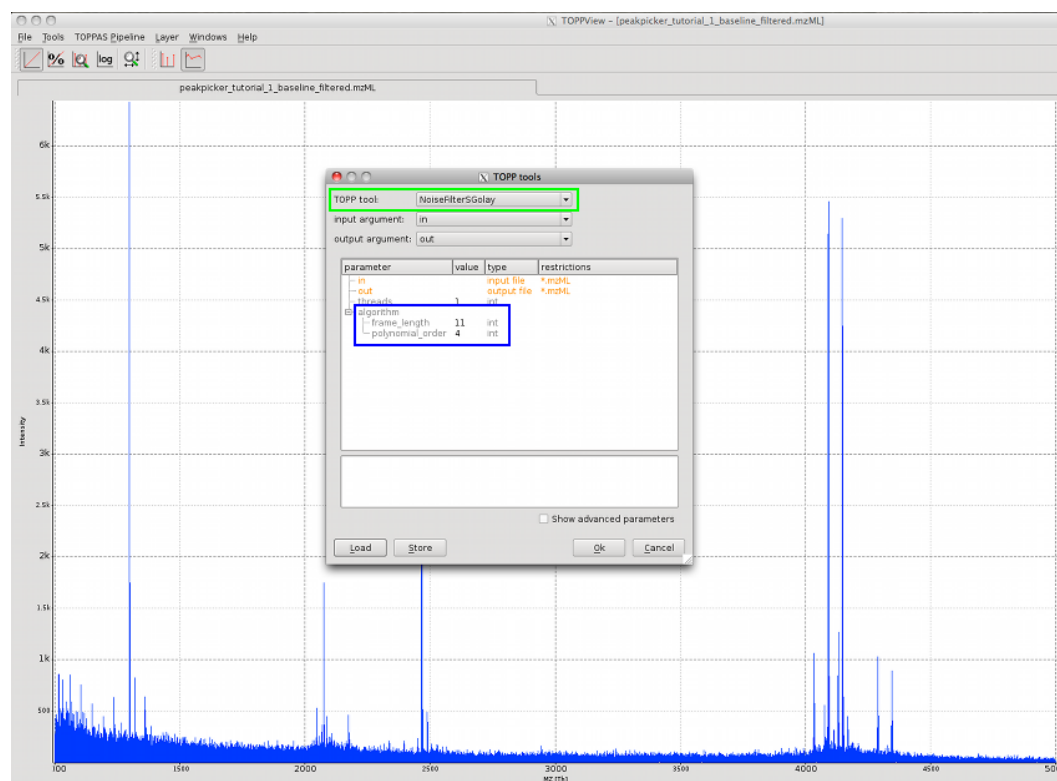 TOPPView – [peakpicker_tutorial_1_baseline_filtered.mzML]
File Tools TOPPAS Pipeline Layer Windows Help
% log
peakpicker_tutorial_1_baseline_filtered.mzML
TOPP tools
TOPP tool: NoiseFilterSGolay
input argument: in
output argument: out
parameter value type restrictions
in input file *.mzML
out output file *.mzML
threads 1 int
algorithm
frame_length 11 int
polynomial_order 4 int
Show advanced parameters
Load Store Ok Cancel
6k
5.5k
5k
4.5k
4k
3.5k
3k
2.5k
2k
1.5k
1k
500
Intensity
100 1500 2000 2500 3000 3500 4000 4500 50
MZ [Th]